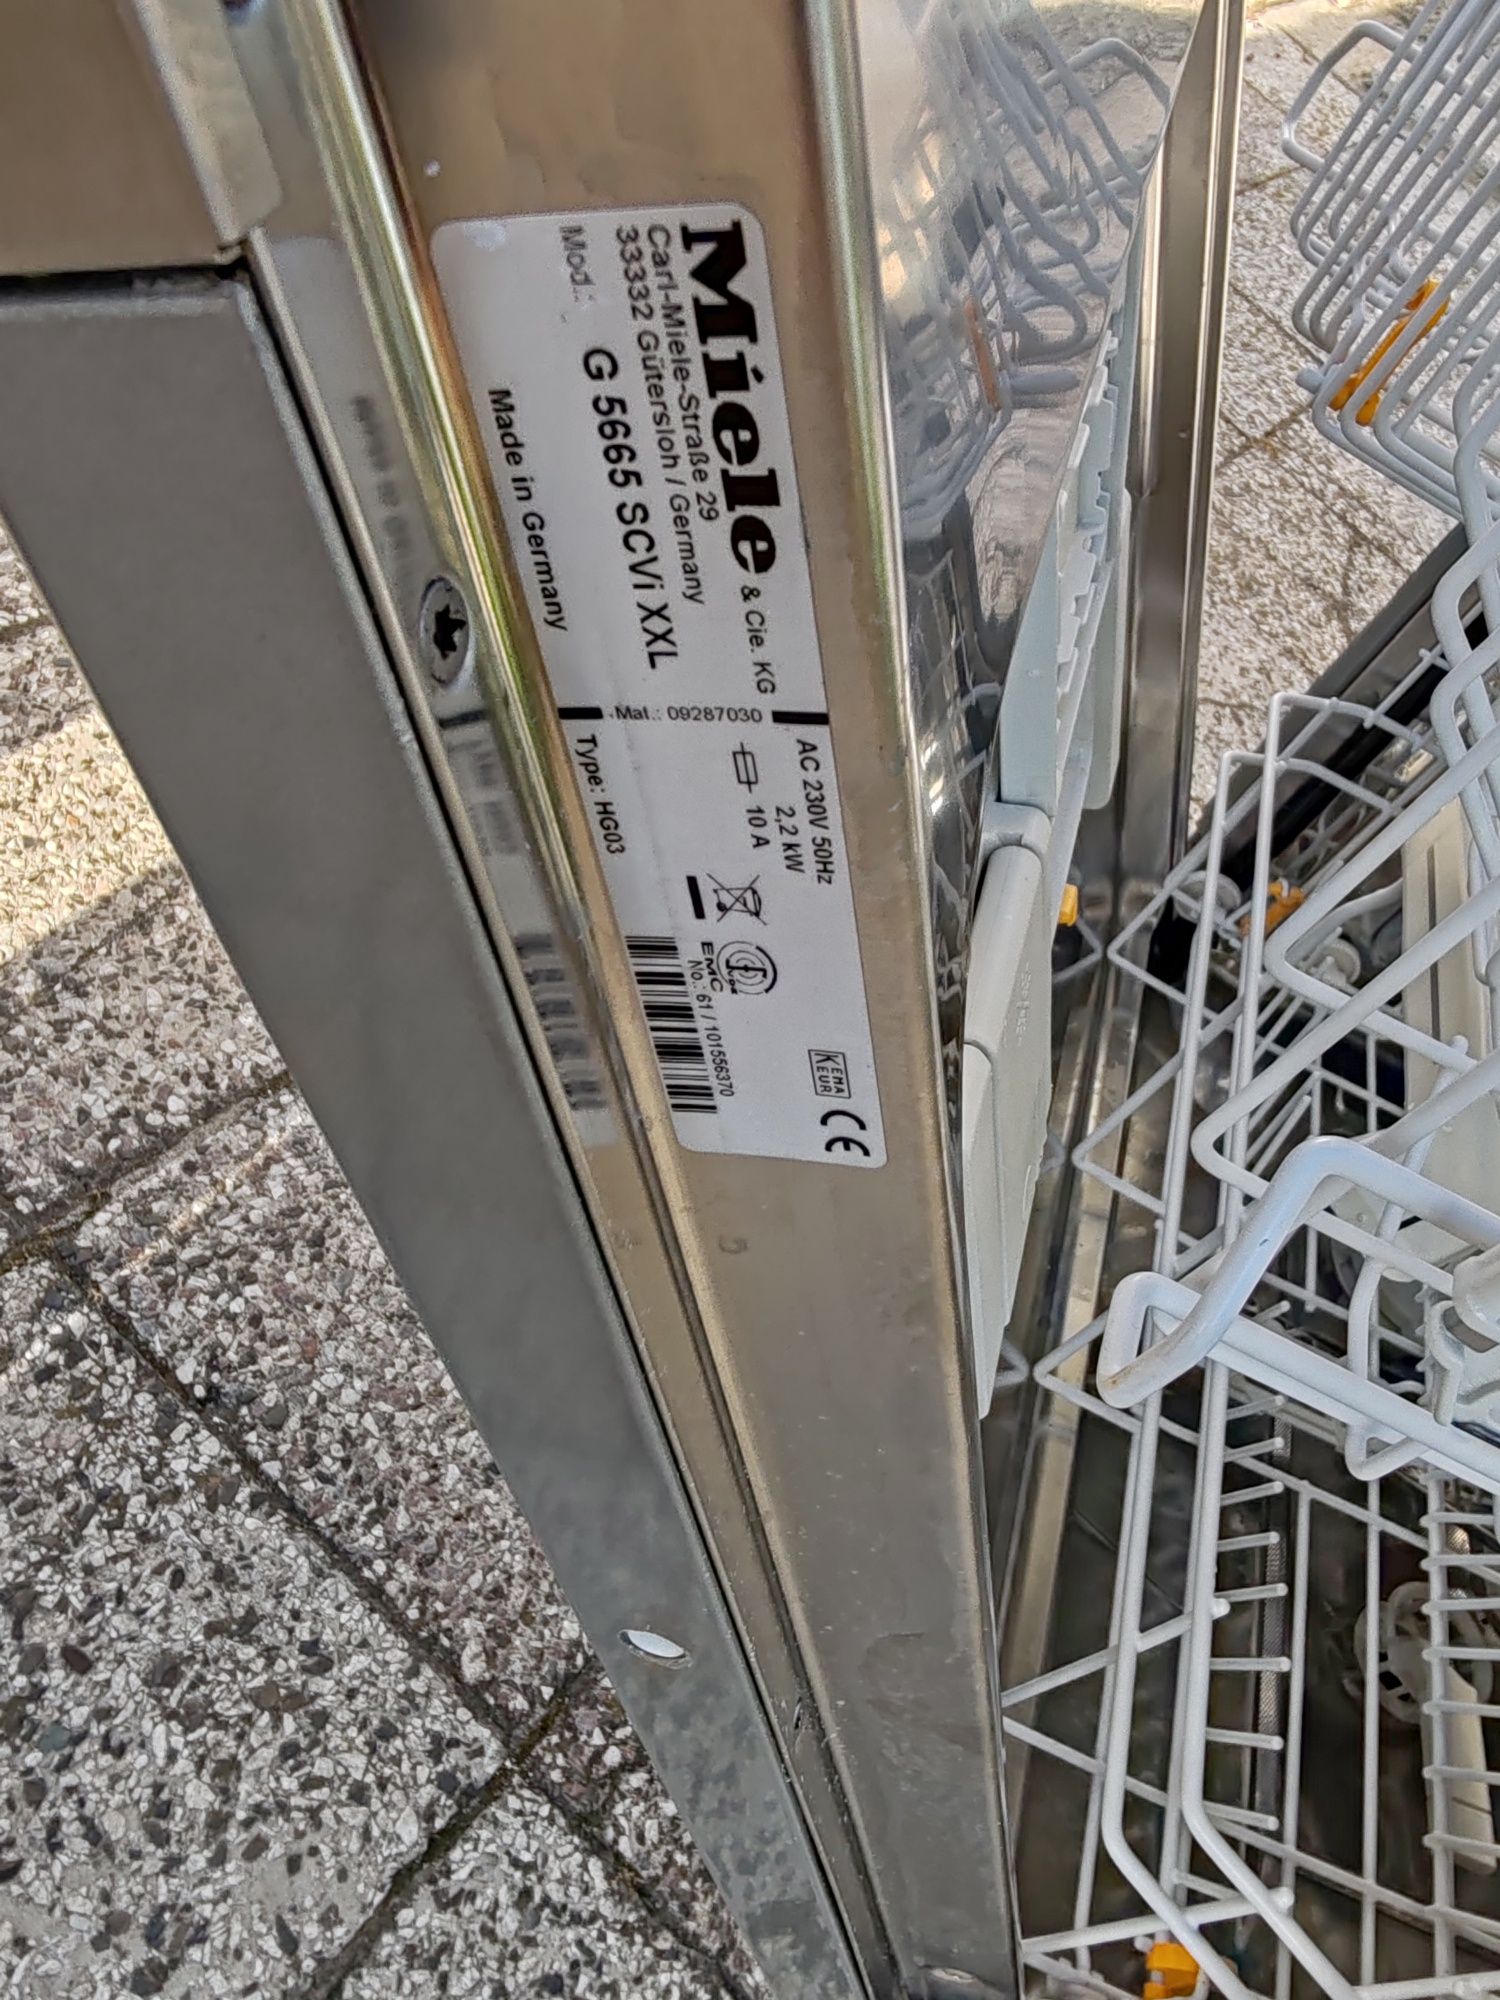 Miele & Cie. KG
Carl-Miele-Straße 29
33332 Gütersloh / Germany
Mod.: G 5665 SCVi XXL
Made in Germany
Mat.: 09287030
AC 230V 50Hz
2,2 kW
10 A
Type: HG03
EMC
No.: 61/101556370
KEMA
KEUR
CE